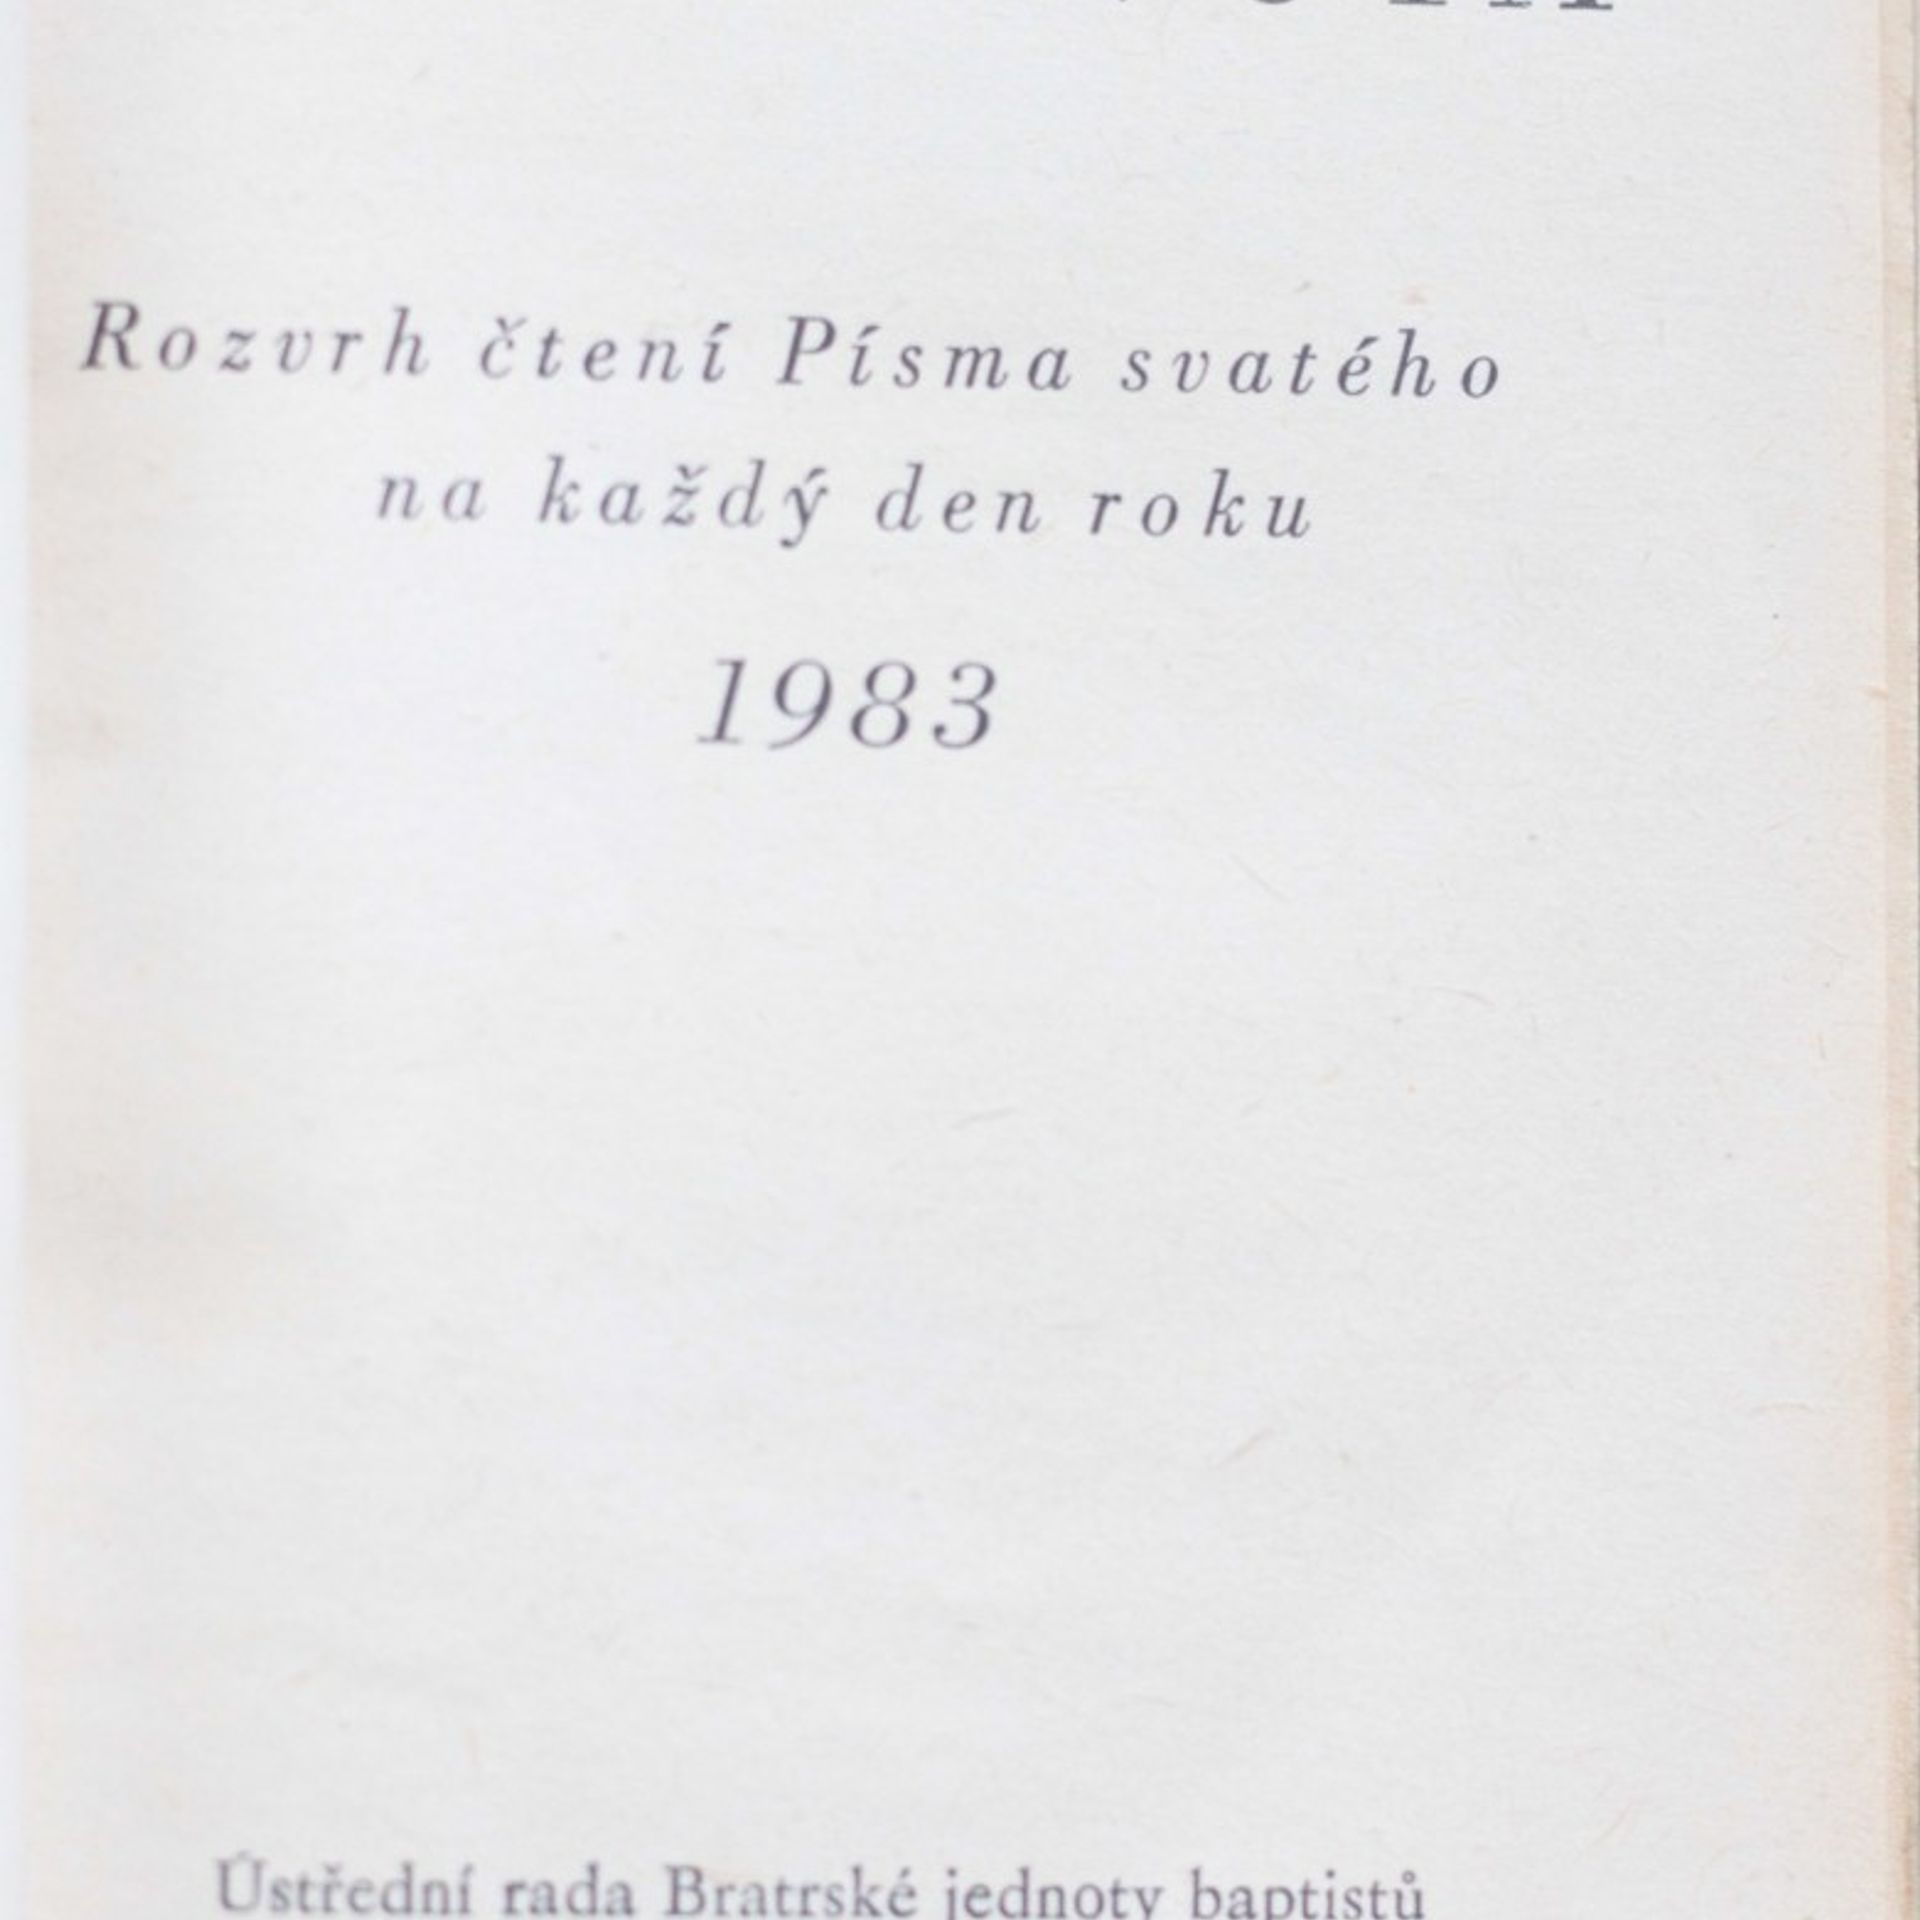 Rozvrh čtení Písma svatého
na každý den roku
1983
Ústřední rada Bratrské jednoty baptistů